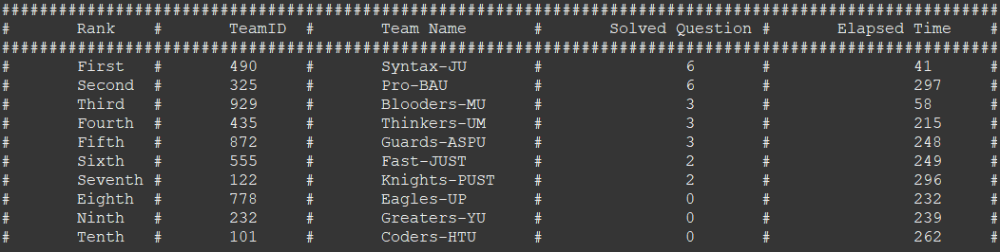 #########################################################################################################
#	Rank	#	TeamID	#	Team Name	#	Solved Question	#	Elapsed Time	#
#########################################################################################################
#	First	#	490	#	Syntax-JU	#	6	#	41	#
#	Second	#	325	#	Pro-BAU	#	6	#	297	#
#	Third	#	929	#	Blooders-MU	#	3	#	58	#
#	Fourth	#	435	#	Thinkers-UM	#	3	#	215	#
#	Fifth	#	872	#	Guards-ASPU	#	3	#	248	#
#	Sixth	#	555	#	Fast-JUST	#	2	#	249	#
#	Seventh	#	122	#	Knights-PUST	#	2	#	296	#
#	Eighth	#	778	#	Eagles-UP	#	0	#	232	#
#	Ninth	#	232	#	Greaters-YU	#	0	#	239	#
#	Tenth	#	101	#	Coders-HTU	#	0	#	262	#